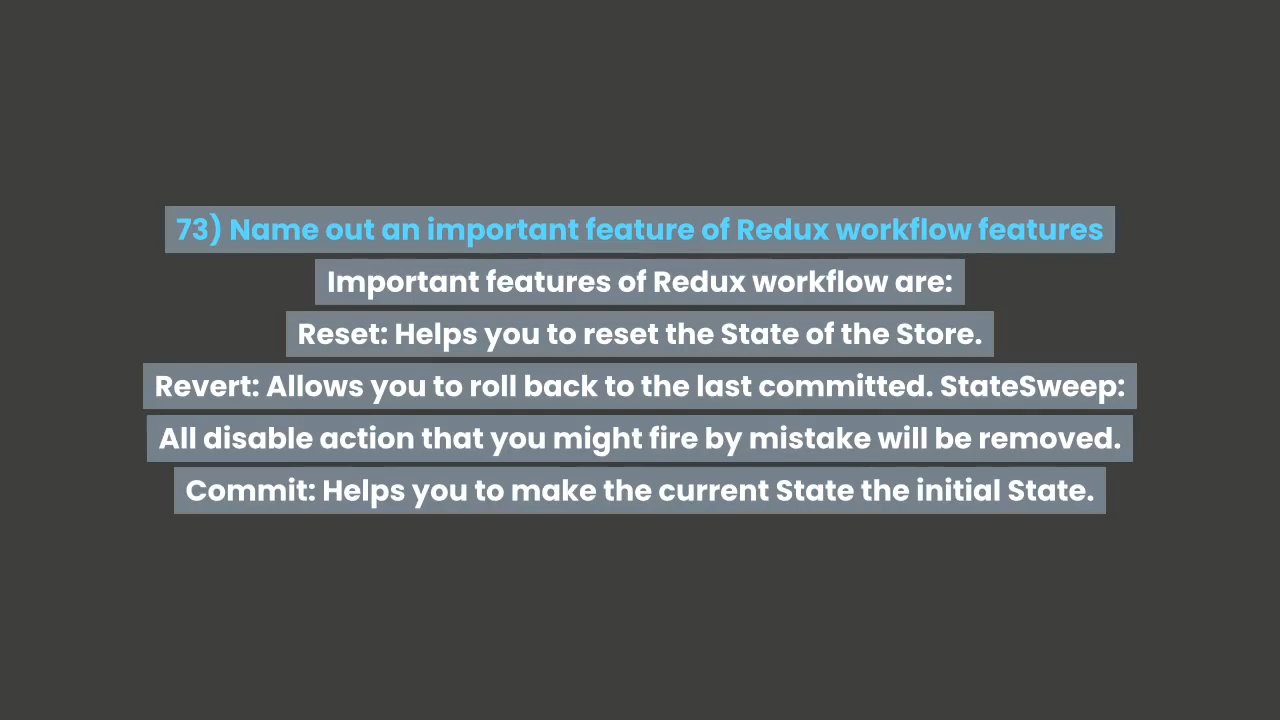 73) Name out an important feature of Redux workflow features
Important features of Redux workflow are:
Reset: Helps you to reset the State of the Store.
Revert: Allows you to roll back to the last committed. StateSweep:
All disable action that you might fire by mistake will be removed.
Commit: Helps you to make the current State the initial State.